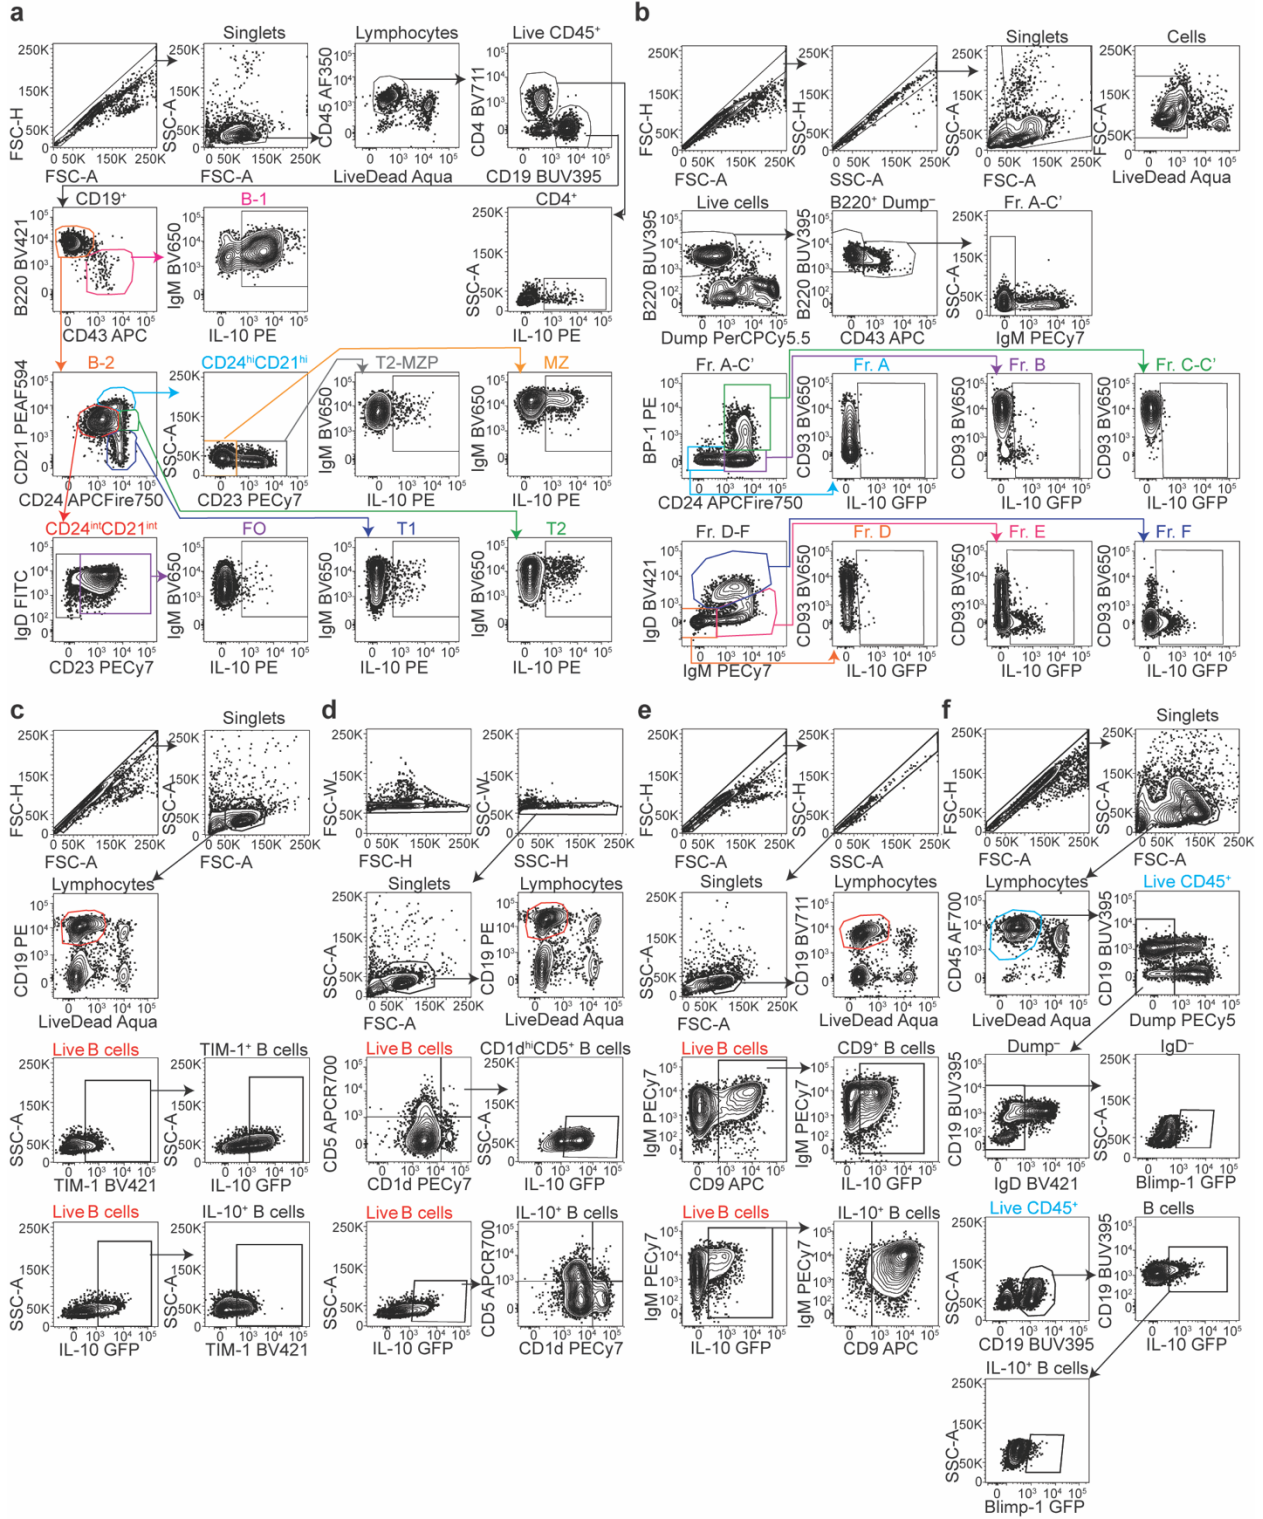 a
b
Singlets
Lymphocytes
Live CD45+
Singlets
Cells
250K
150K
50K
0
FSC-H
50K 150K 250K
FSC-A
SSC-A
FSC-A
CD45 AF350
LiveDead Aqua
CD4 BV711
CD19 BUV395
FSC-H
FSC-A
SSC-H
SSC-A
SSC-A
FSC-A
FSC-A
LiveDead Aqua
CD19+
B-1
CD4+
Live cells
B220+ Dump–
Fr. A-C'
B220 BV421
CD43 APC
IgM BV650
IL-10 PE
SSC-A
IL-10 PE
B220 BUV395
Dump PerCPCy5.5
B220 BUV395
CD43 APC
SSC-A
IgM PECy7
B-2
CD24hiCD21hi
T2-MZP
MZ
Fr. A-C'
Fr. A
Fr. B
Fr. C-C'
CD21 PEAF594
CD24 APCFire750
SSC-A
CD23 PECy7
IgM BV650
IL-10 PE
IgM BV650
IL-10 PE
BP-1 PE
CD24 APCFire750
CD93 BV650
IL-10 GFP
CD93 BV650
IL-10 GFP
CD93 BV650
IL-10 GFP
CD24intCD21int
FO
T1
T2
Fr. D-F
Fr. D
Fr. E
Fr. F
IgD FITC
CD23 PECy7
IgM BV650
IL-10 PE
IgM BV650
IL-10 PE
IgM BV650
IL-10 PE
IgD BV421
IgM PECy7
CD93 BV650
IL-10 GFP
CD93 BV650
IL-10 GFP
CD93 BV650
IL-10 GFP
c
Singlets
FSC-H
FSC-A
SSC-A
FSC-A
Lymphocytes
CD19 PE
LiveDead Aqua
Live B cells
TIM-1+ B cells
SSC-A
TIM-1 BV421
SSC-A
IL-10 GFP
Live B cells
IL-10+ B cells
SSC-A
IL-10 GFP
SSC-A
TIM-1 BV421
d
FSC-W
FSC-H
SSC-W
SSC-H
Singlets
Lymphocytes
SSC-A
FSC-A
CD19 PE
LiveDead Aqua
Live B cells
CD1dhiCD5+ B cells
CD5 APCR700
CD1d PECy7
SSC-A
IL-10 GFP
Live B cells
IL-10+ B cells
SSC-A
IL-10 GFP
CD5 APCR700
CD1d PECy7
e
FSC-H
FSC-A
SSC-H
SSC-A
Singlets
Lymphocytes
SSC-A
FSC-A
CD19 BV711
LiveDead Aqua
Live B cells
CD9+ B cells
IgM PECy7
CD9 APC
IgM PECy7
IL-10 GFP
Live B cells
IL-10+ B cells
IgM PECy7
IL-10 GFP
IgM PECy7
CD9 APC
f
Singlets
FSC-H
FSC-A
SSC-A
FSC-A
Lymphocytes
Live CD45+
CD45 AF700
LiveDead Aqua
CD19 BUV395
Dump PECy5
Dump–
IgD–
CD19 BUV395
IgD BV421
SSC-A
Blimp-1 GFP
Live CD45+
B cells
SSC-A
CD19 BUV395
CD19 BUV395
IL-10 GFP
IL-10+ B cells
SSC-A
Blimp-1 GFP